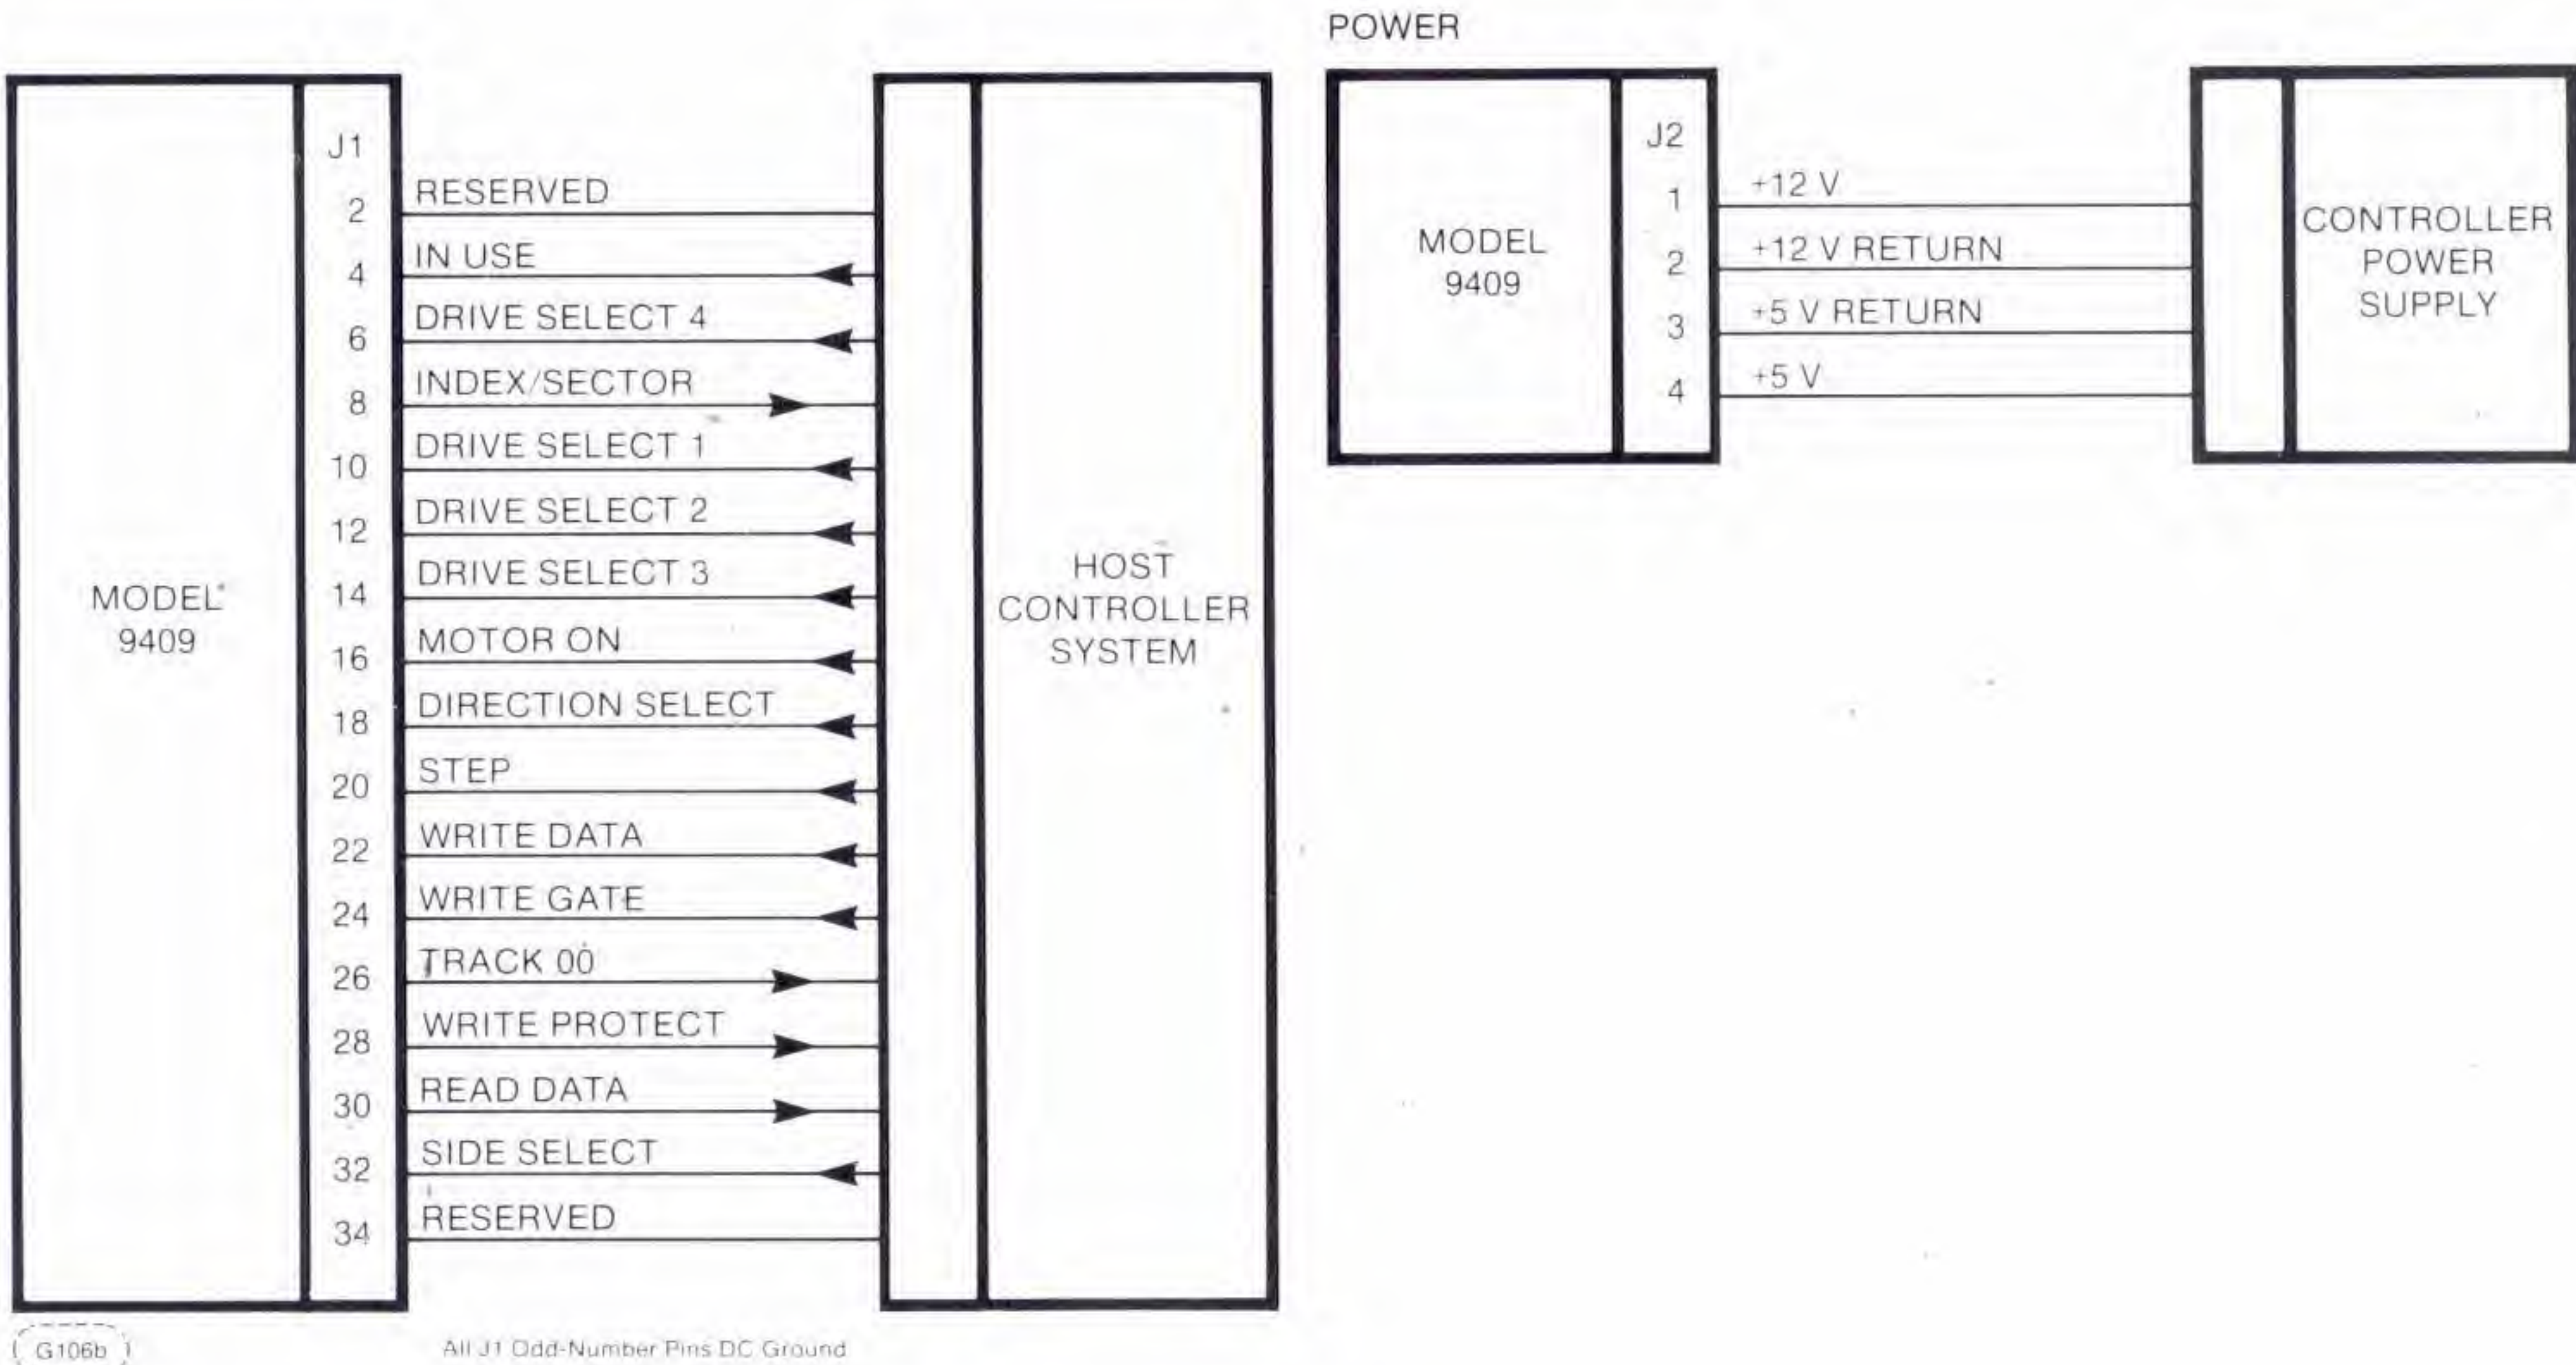 J1
2 RESERVED
4 IN USE
6 DRIVE SELECT 4
8 INDEX/SECTOR
10 DRIVE SELECT 1
12 DRIVE SELECT 2
14 DRIVE SELECT 3
16 MOTOR ON
18 DIRECTION SELECT
20 STEP
22 WRITE DATA
24 WRITE GATE
26 TRACK 00
28 WRITE PROTECT
30 READ DATA
32 SIDE SELECT
34 RESERVED
MODEL
9409
HOST
CONTROLLER
SYSTEM
G106b
All J1 Odd-Number Pins DC Ground
POWER
MODEL
9409
J2
1 +12 V
2 +12 V RETURN
3 +5 V RETURN
4 +5 V
CONTROLLER
POWER
SUPPLY